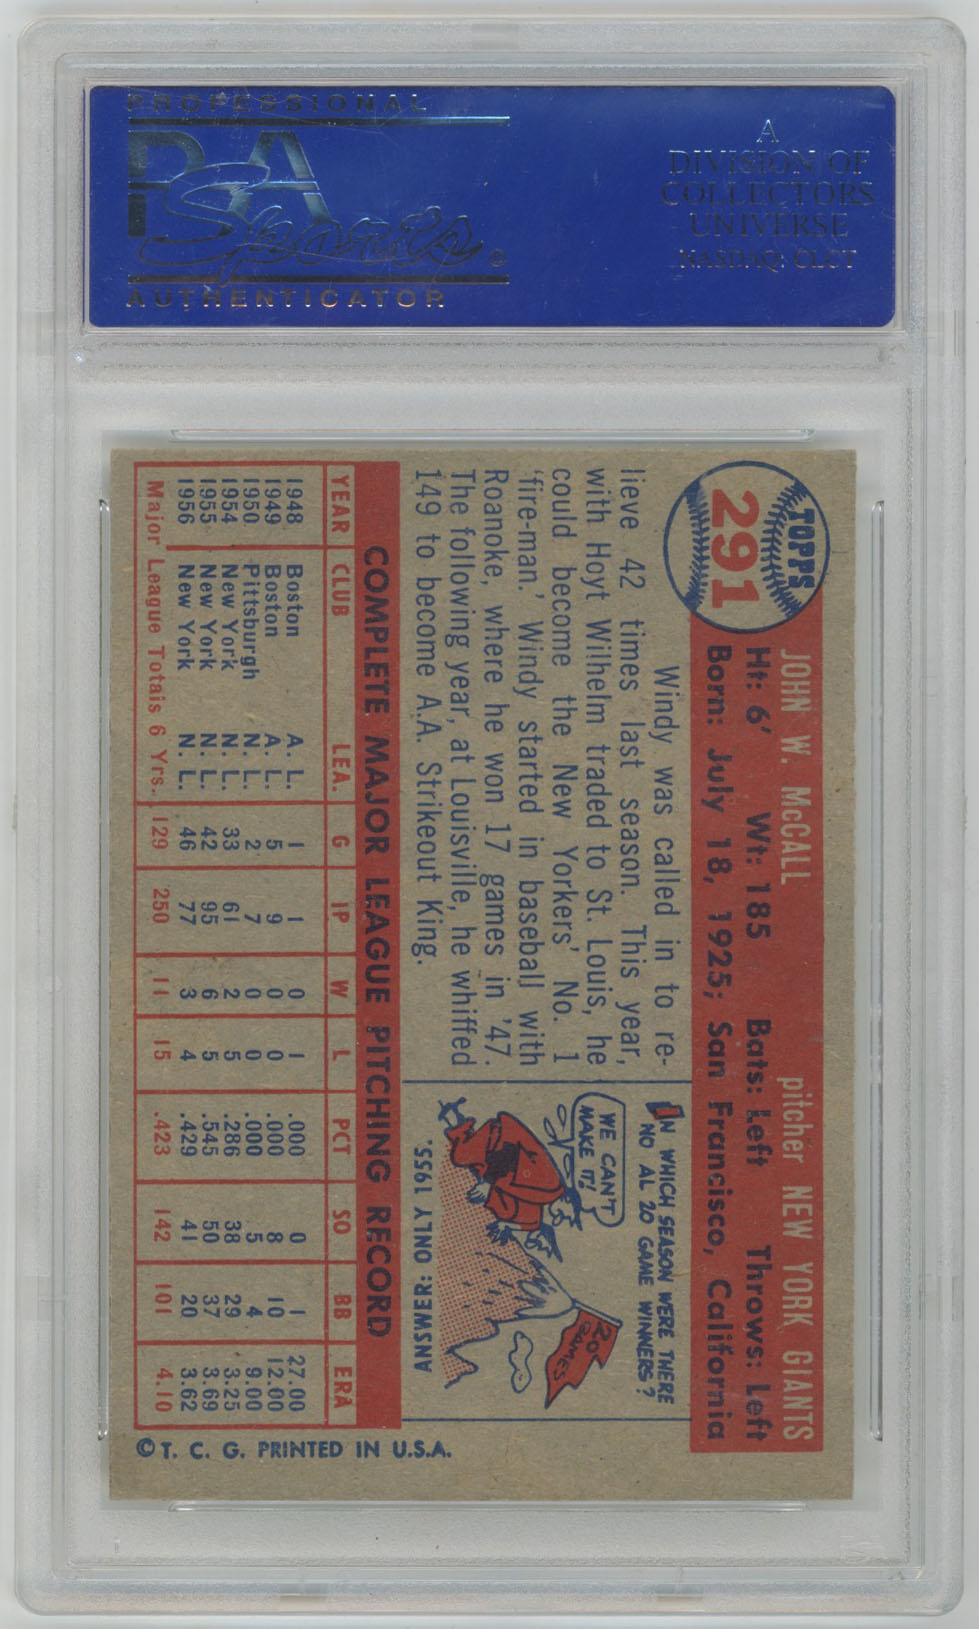 PROFESSIONAL
PSA
Sports
AUTHENTICATOR
A
DIVISION OF
COLLECTORS
UNIVERSE
NASDAQ: CLCT
TOPPS
291
JOHN W. McCALL pitcher NEW YORK GIANTS
Ht: 6' Wt: 185 Bats: Left Throws: Left
Born: July 18, 1925; San Francisco, California
Windy was called in to re-
lieve 42 times last season. This year,
with Hoyt Wilhelm traded to St. Louis, he
could become the New Yorkers' No. 1
'fire-man.' Windy started in baseball with
Roanoke, where he won 17 games in '47.
The following year, at Louisville, he whiffed
149 to become A.A. Strikeout King.
IN WHICH SEASON WERE THERE
NO AL 20 GAME WINNERS?
WE CAN'T
MAKE IT!
20
GAMES
ANSWER: ONLY 1955.
COMPLETE MAJOR LEAGUE PITCHING RECORD
YEAR CLUB LEA. G IP W L PCT SO BB ERA
1948 Boston A. L. 1 1 0 1 .000 0 1 27.00
1949 Boston A. L. 5 9 0 0 .000 8 10 12.00
1950 Pittsburgh N. L. 2 7 0 0 .000 5 4 9.00
1954 New York N. L. 33 61 2 5 .286 38 29 3.25
1955 New York N. L. 42 95 6 5 .545 50 37 3.69
1956 New York N. L. 46 77 3 4 .429 41 20 3.62
Major League Totals 6 Yrs. 129 250 11 15 .423 142 101 4.10
© T. C. G. PRINTED IN U.S.A.